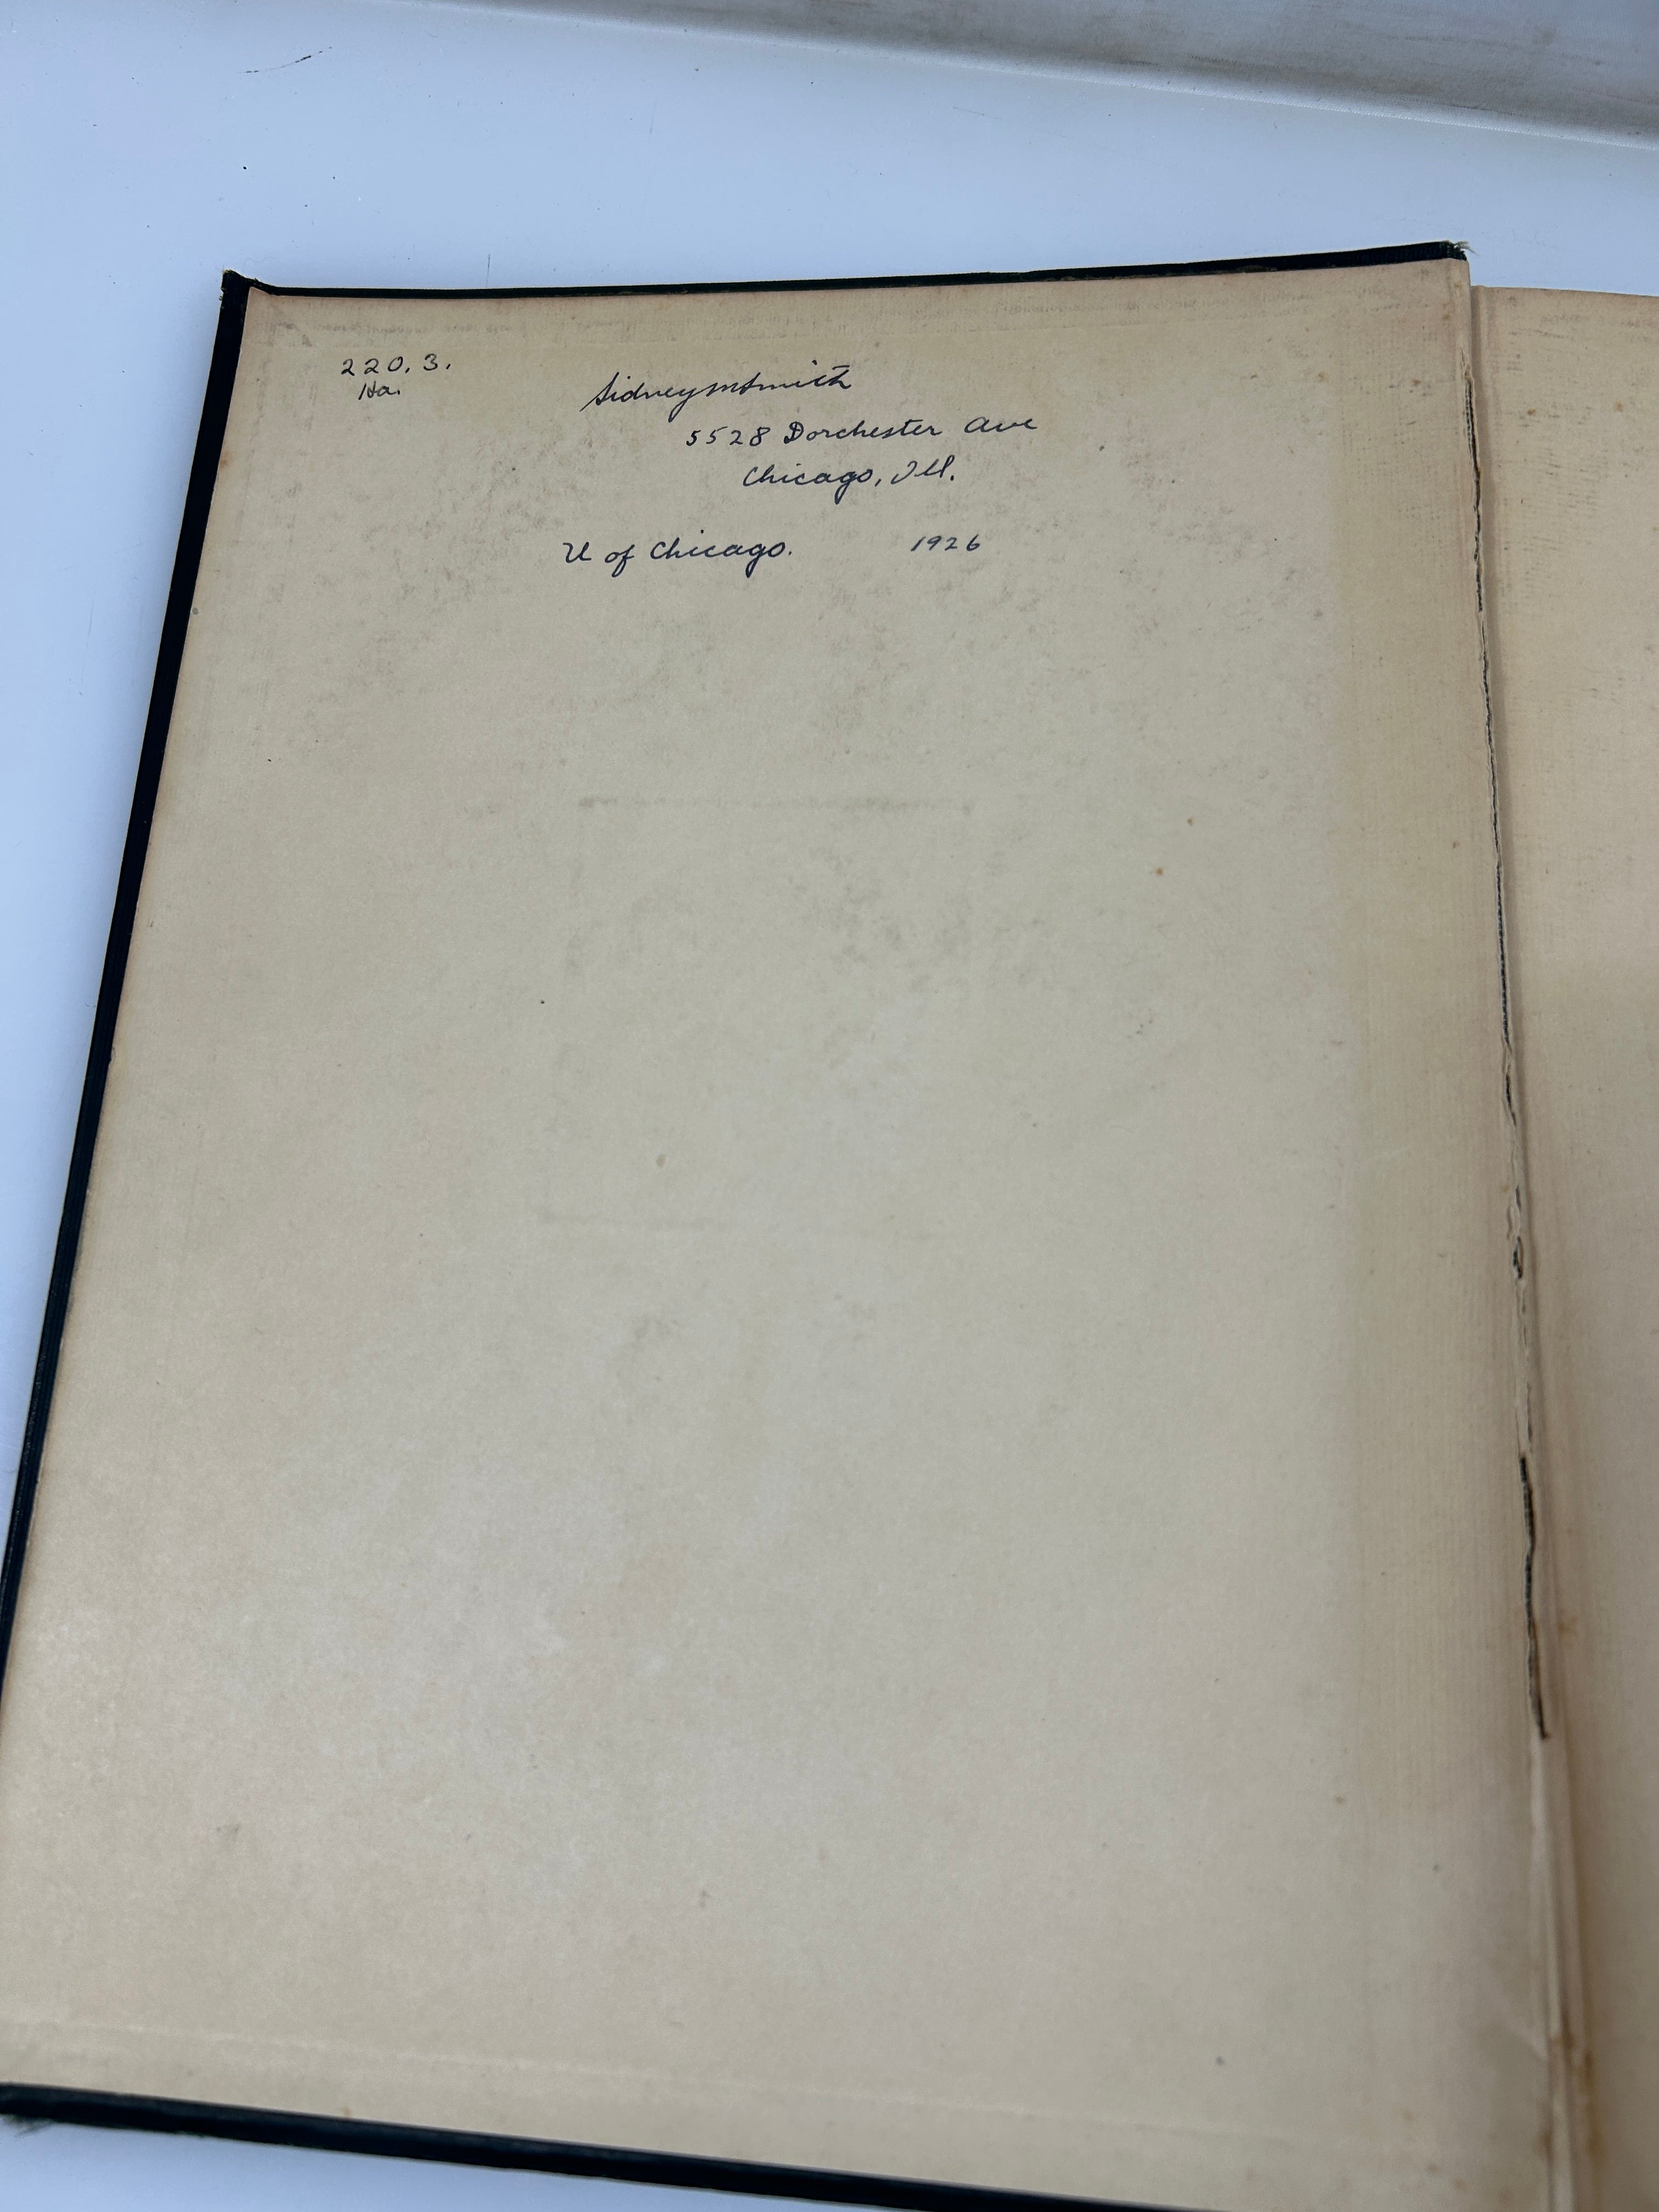 220.3.
Ha.
Sidney M Smith
5528 Dorchester Ave
Chicago, Ill.
U of Chicago. 1926